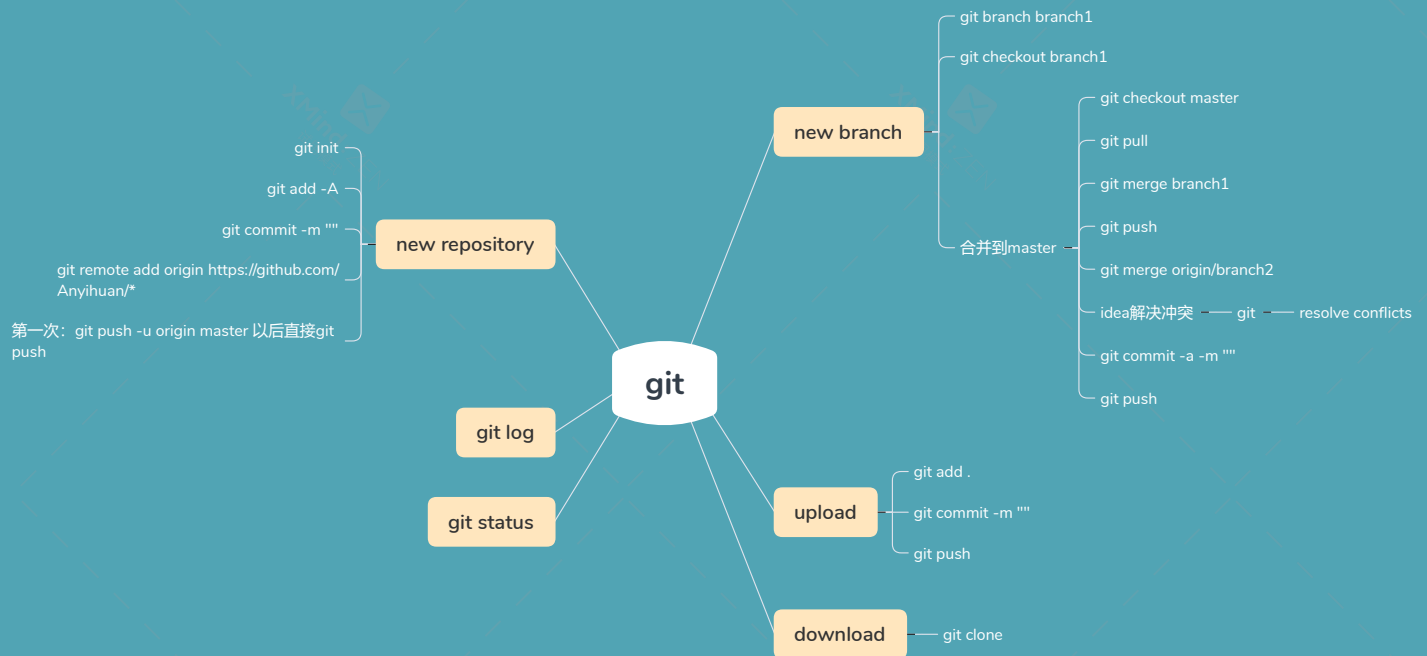 git
new branch
git branch branch1
git checkout branch1
合并到master
git checkout master
git pull
git merge branch1
git push
git merge origin/branch2
idea解决冲突
git
resolve conflicts
git commit -a -m ""
git push
upload
git add .
git commit -m ""
git push
download
git clone
new repository
git init
git add -A
git commit -m ""
git remote add origin https://github.com/
Anyihuan/*
第一次：git push -u origin master 以后直接git
push
git log
git status
XMind
XMind